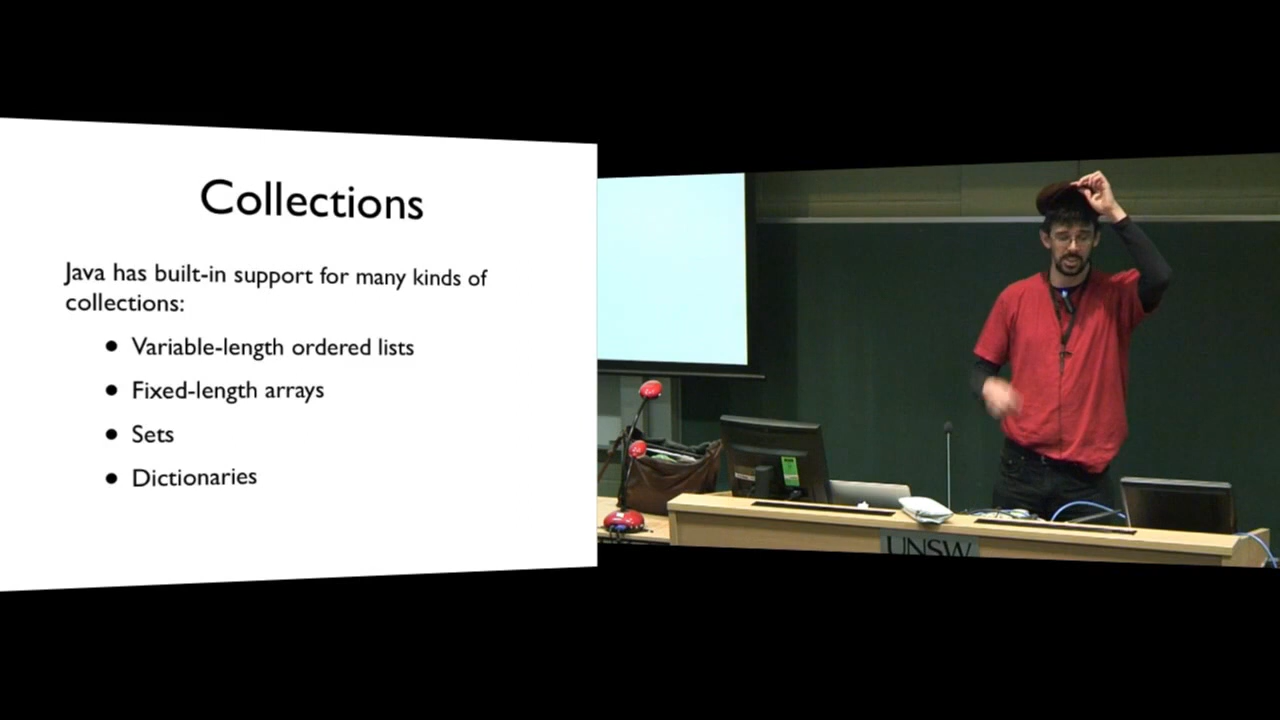 Collections
Java has built-in support for many kinds of
collections:
● Variable-length ordered lists
● Fixed-length arrays
● Sets
● Dictionaries
UNSW